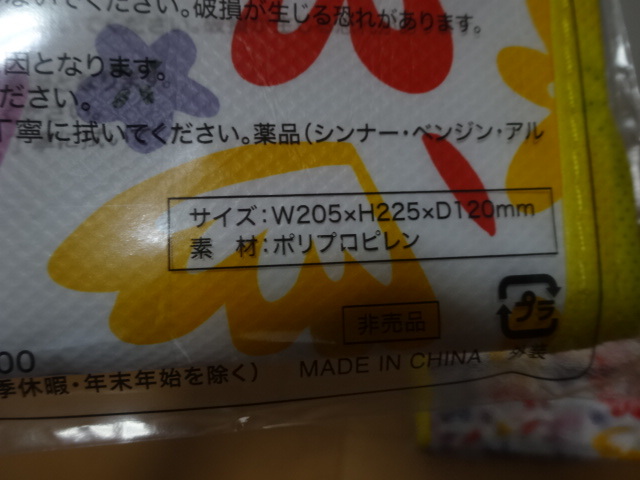 ないでください。破損が生じる恐れがあります。
因となります。
ださい。
丁寧に拭いてください。薬品（シンナー・ベンジン・アル
サイズ：W205×H225×D120mm
素　材：ポリプロピレン
プラ
非売品
外装
00
MADE IN CHINA
季休暇・年末年始を除く）